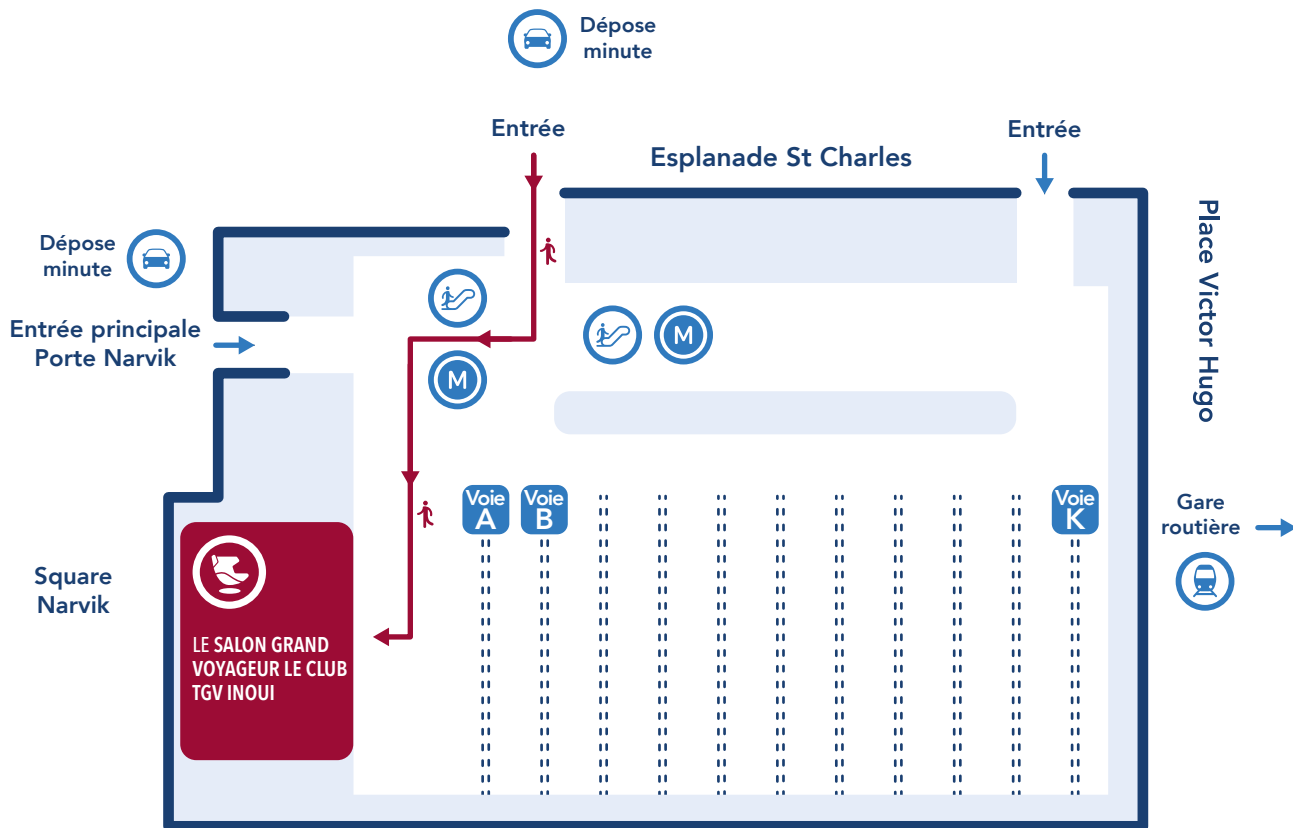 Dépose
minute
Entrée
Entrée
Esplanade St Charles
Dépose
minute
Place Victor Hugo
Entrée principale
Porte Narvik
M
M
Voie
A
Voie
B
Voie
K
Gare
routière
Square
Narvik
LE SALON GRAND
VOYAGEUR LE CLUB
TGV INOUI